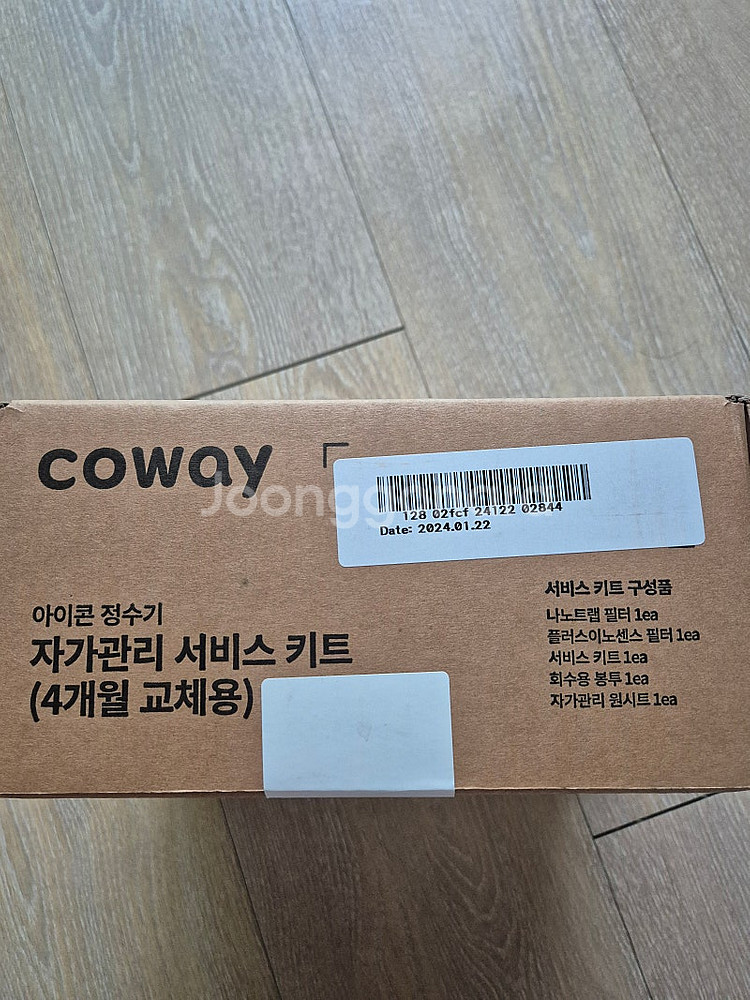 coway
128 02fcf 24122 02844
Date: 2024.01.22
아이콘 정수기
자가관리 서비스 키트
(4개월 교체용)
서비스 키트 구성품
나노트랩 필터 1ea
플러스이노센스 필터 1ea
서비스 키트 1ea
회수용 봉투 1ea
자가관리 원시트 1ea